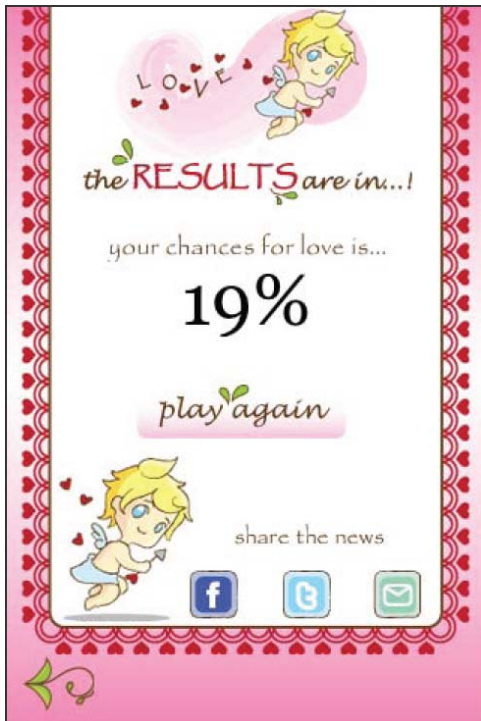 LOVE
the RESULTS are in...!
your chances for love is...
19%
play again
share the news